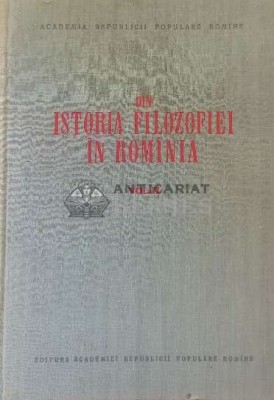 ACADEMIA REPUBLICII POPULARE ROMÎNE
DIN
ISTORIA FILOZOFIEI
ÎN ROMÎNIA
ANTICARIAT
EDITURA ACADEMIEI REPUBLICII POPULARE ROMÎNE